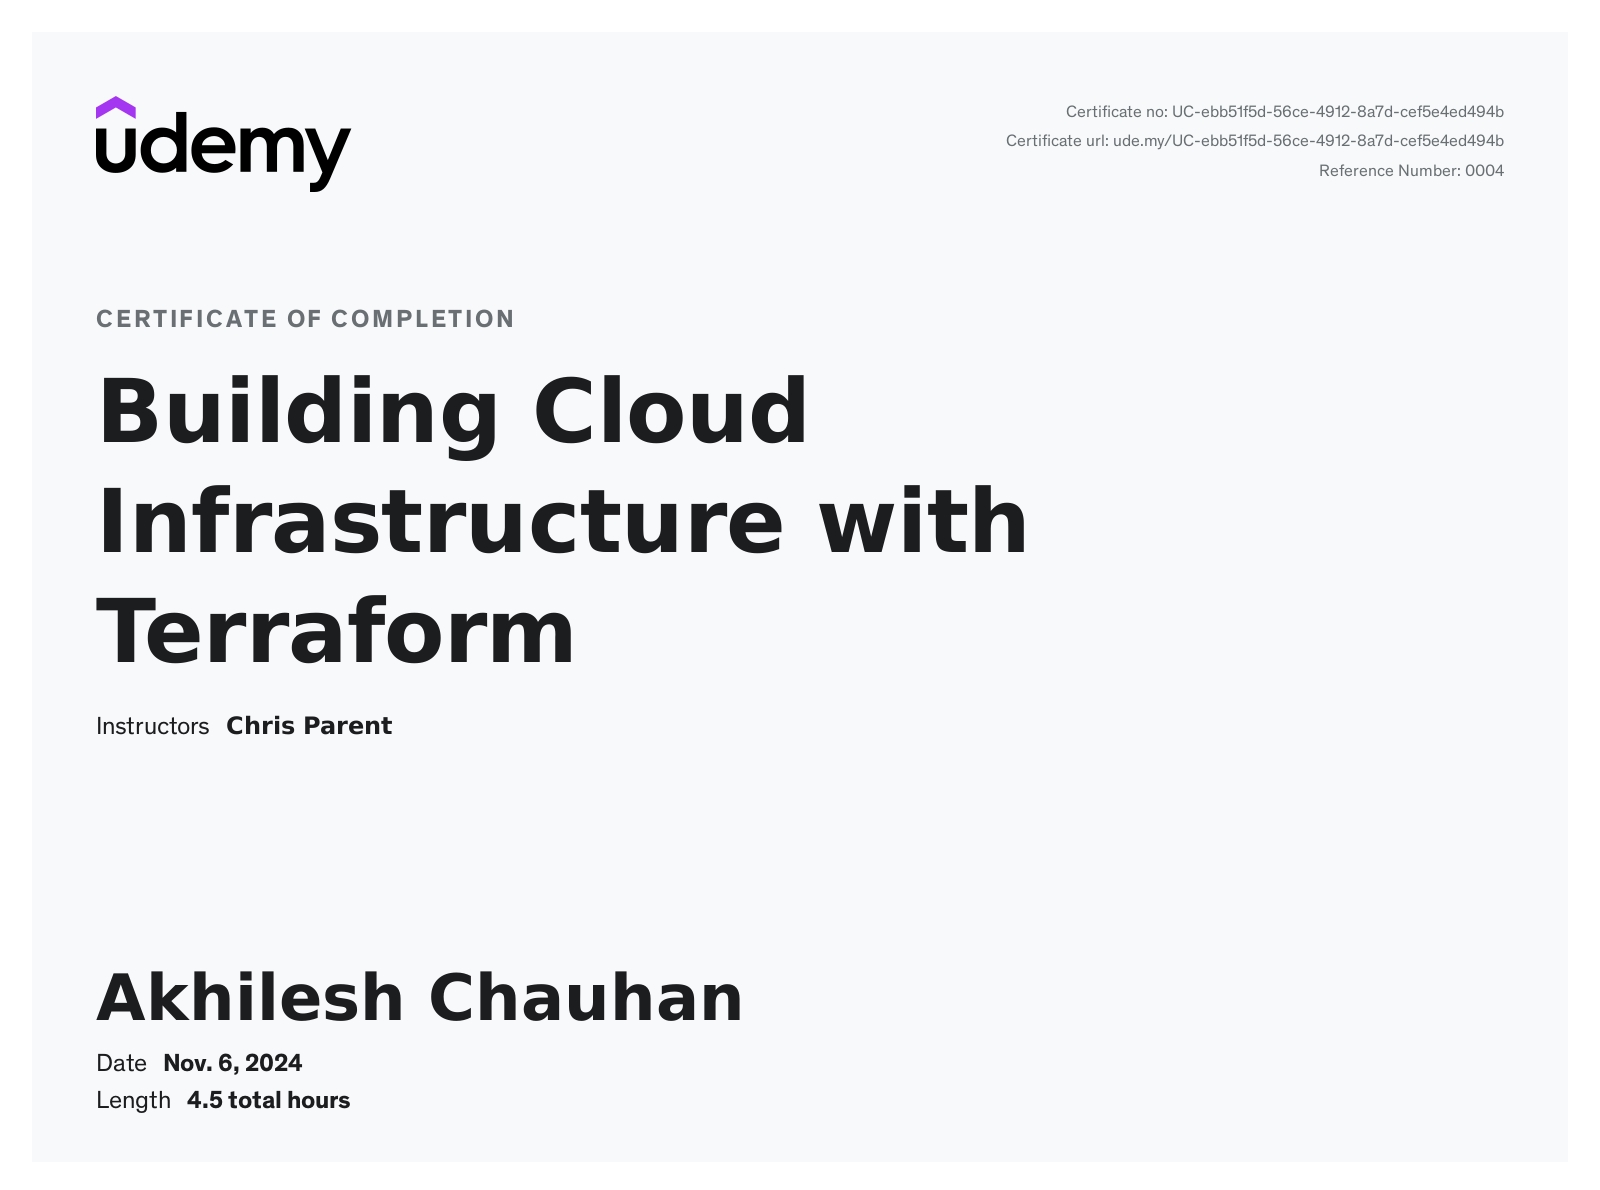 udemy
Certificate no: UC-ebb51f5d-56ce-4912-8a7d-cef5e4ed494b
Certificate url: ude.my/UC-ebb51f5d-56ce-4912-8a7d-cef5e4ed494b
Reference Number: 0004
CERTIFICATE OF COMPLETION
Building Cloud
Infrastructure with
Terraform
Instructors Chris Parent
Akhilesh Chauhan
Date Nov. 6, 2024
Length 4.5 total hours